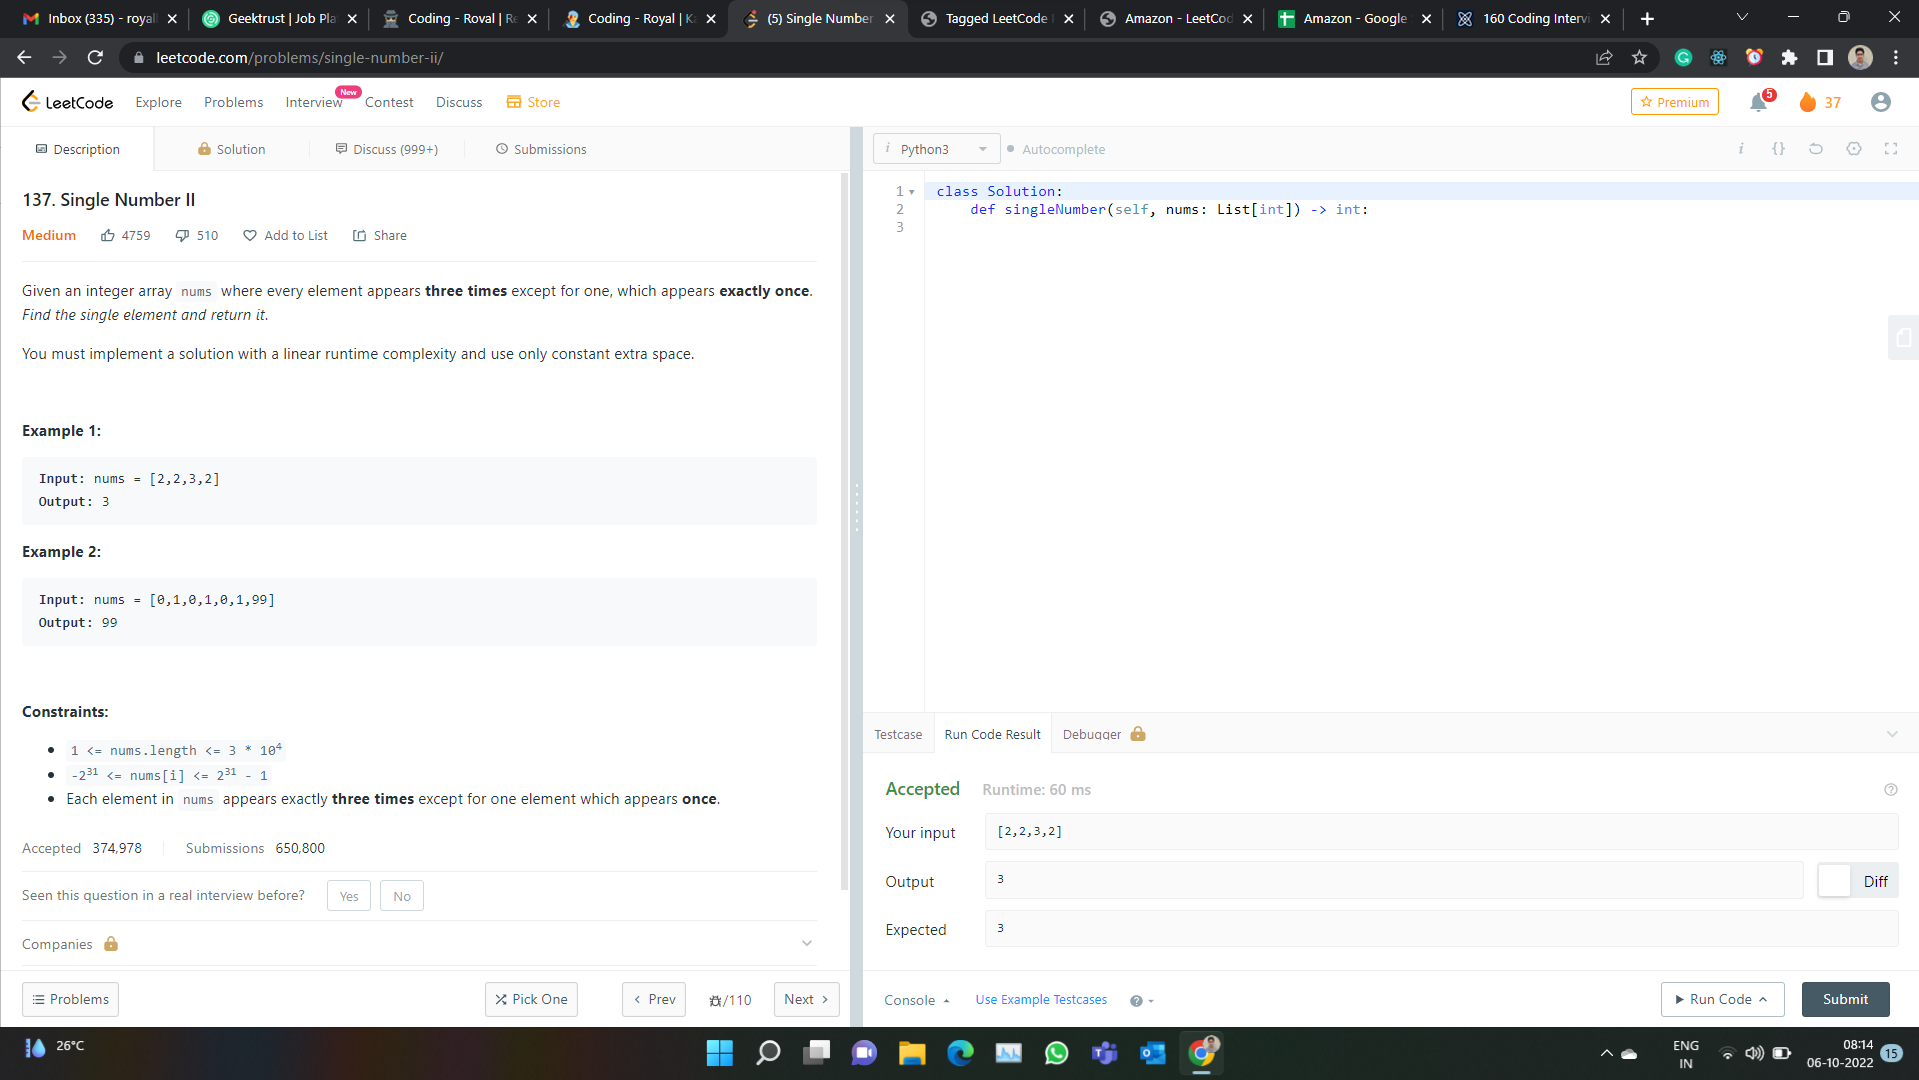 Inbox (335) - royal
Geektrust | Job Pla
Coding - Royal | Re
Coding - Royal | Ka
(5) Single Number
Tagged LeetCode
Amazon - LeetCod
Amazon - Google
160 Coding Intervi
leetcode.com/problems/single-number-ii/
LeetCode
Explore
Problems
Interview
New
Contest
Discuss
Store
Premium
5
37
Description
Solution
Discuss (999+)
Submissions
i Python3
Autocomplete
i {}
137. Single Number II
Medium
4759
510
Add to List
Share
Given an integer array nums where every element appears three times except for one, which appears exactly once.
Find the single element and return it.
You must implement a solution with a linear runtime complexity and use only constant extra space.
Example 1:
Input: nums = [2,2,3,2]
Output: 3
Example 2:
Input: nums = [0,1,0,1,0,1,99]
Output: 99
Constraints:
1 <= nums.length <= 3 * 10⁴
-2³¹ <= nums[i] <= 2³¹ - 1
Each element in nums appears exactly three times except for one element which appears once.
Accepted 374,978
Submissions 650,800
Seen this question in a real interview before?
Yes
No
Companies
Problems
Pick One
Prev
/110
Next
1 class Solution:
2 def singleNumber(self, nums: List[int]) -> int:
3
Testcase
Run Code Result
Debugger
Accepted
Runtime: 60 ms
Your input
[2,2,3,2]
Output
3
Diff
Expected
3
Console
Use Example Testcases
Run Code
Submit
26°C
ENG
IN
08:14
06-10-2022
15